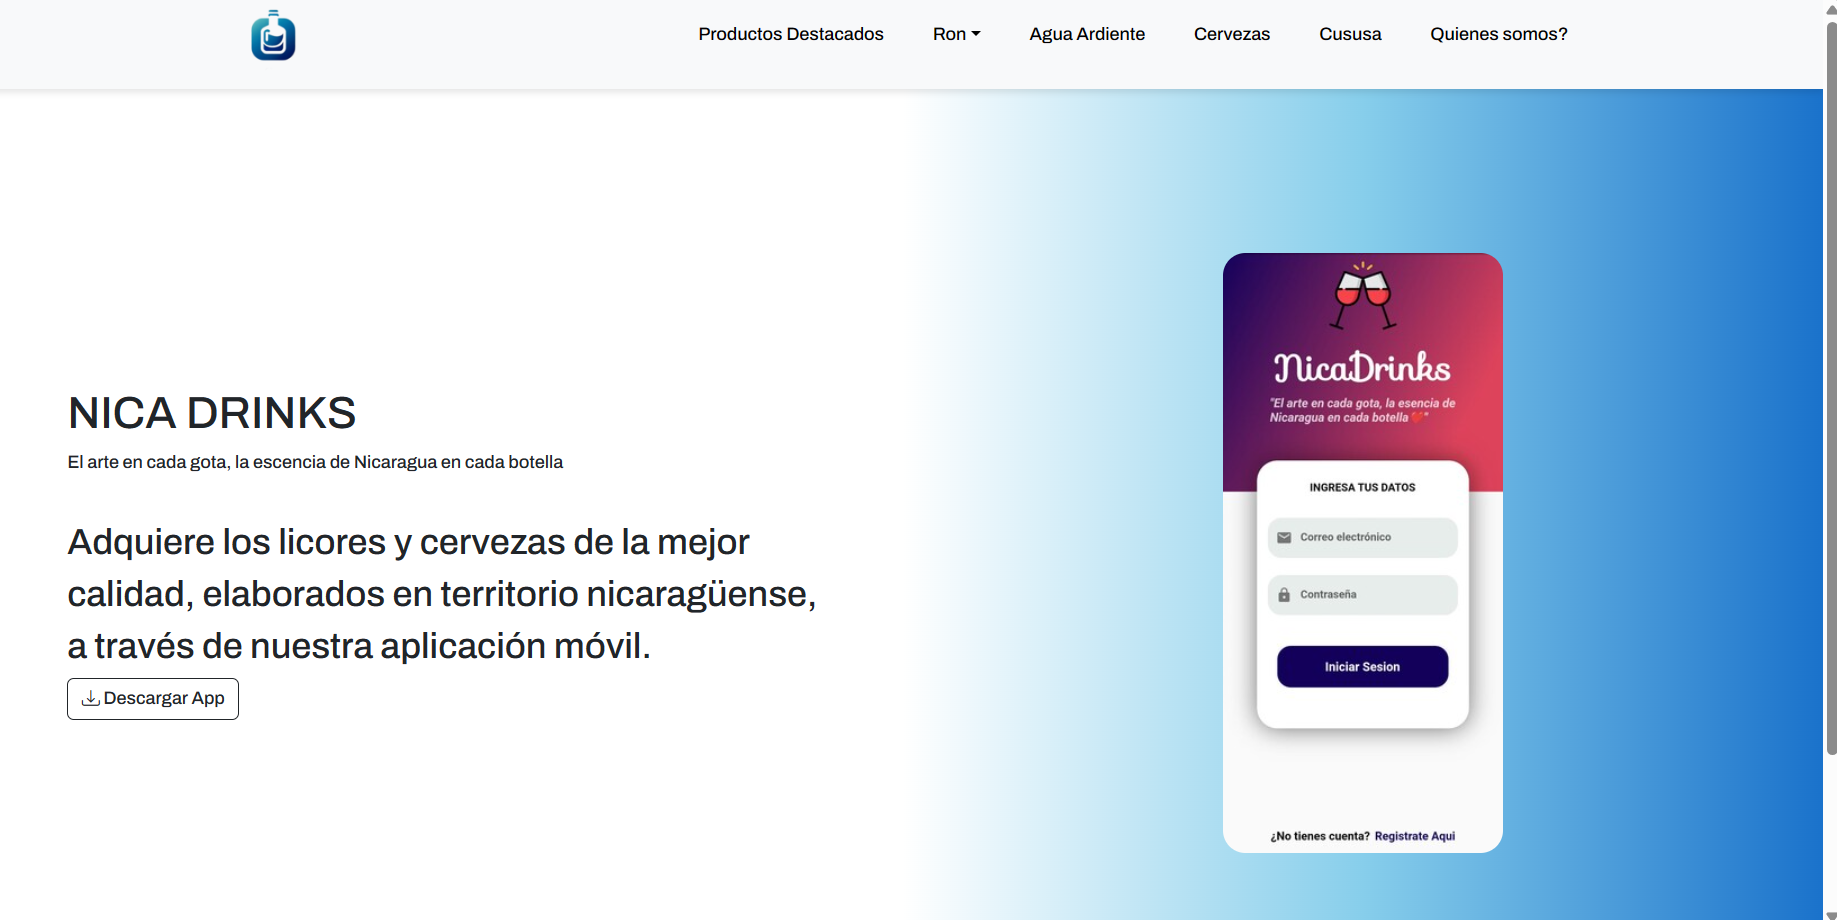 Productos Destacados Ron Agua Ardiente Cervezas Cususa Quienes somos?
NICA DRINKS
El arte en cada gota, la escencia de Nicaragua en cada botella
Adquiere los licores y cervezas de la mejor
calidad, elaborados en territorio nicaragüense,
a través de nuestra aplicación móvil.
Descargar App
NicaDrinks
"El arte en cada gota, la esencia de
Nicaragua en cada botella ❤️"
INGRESA TUS DATOS
Correo electrónico
Contraseña
Iniciar Sesion
¿No tienes cuenta? Registrate Aqui